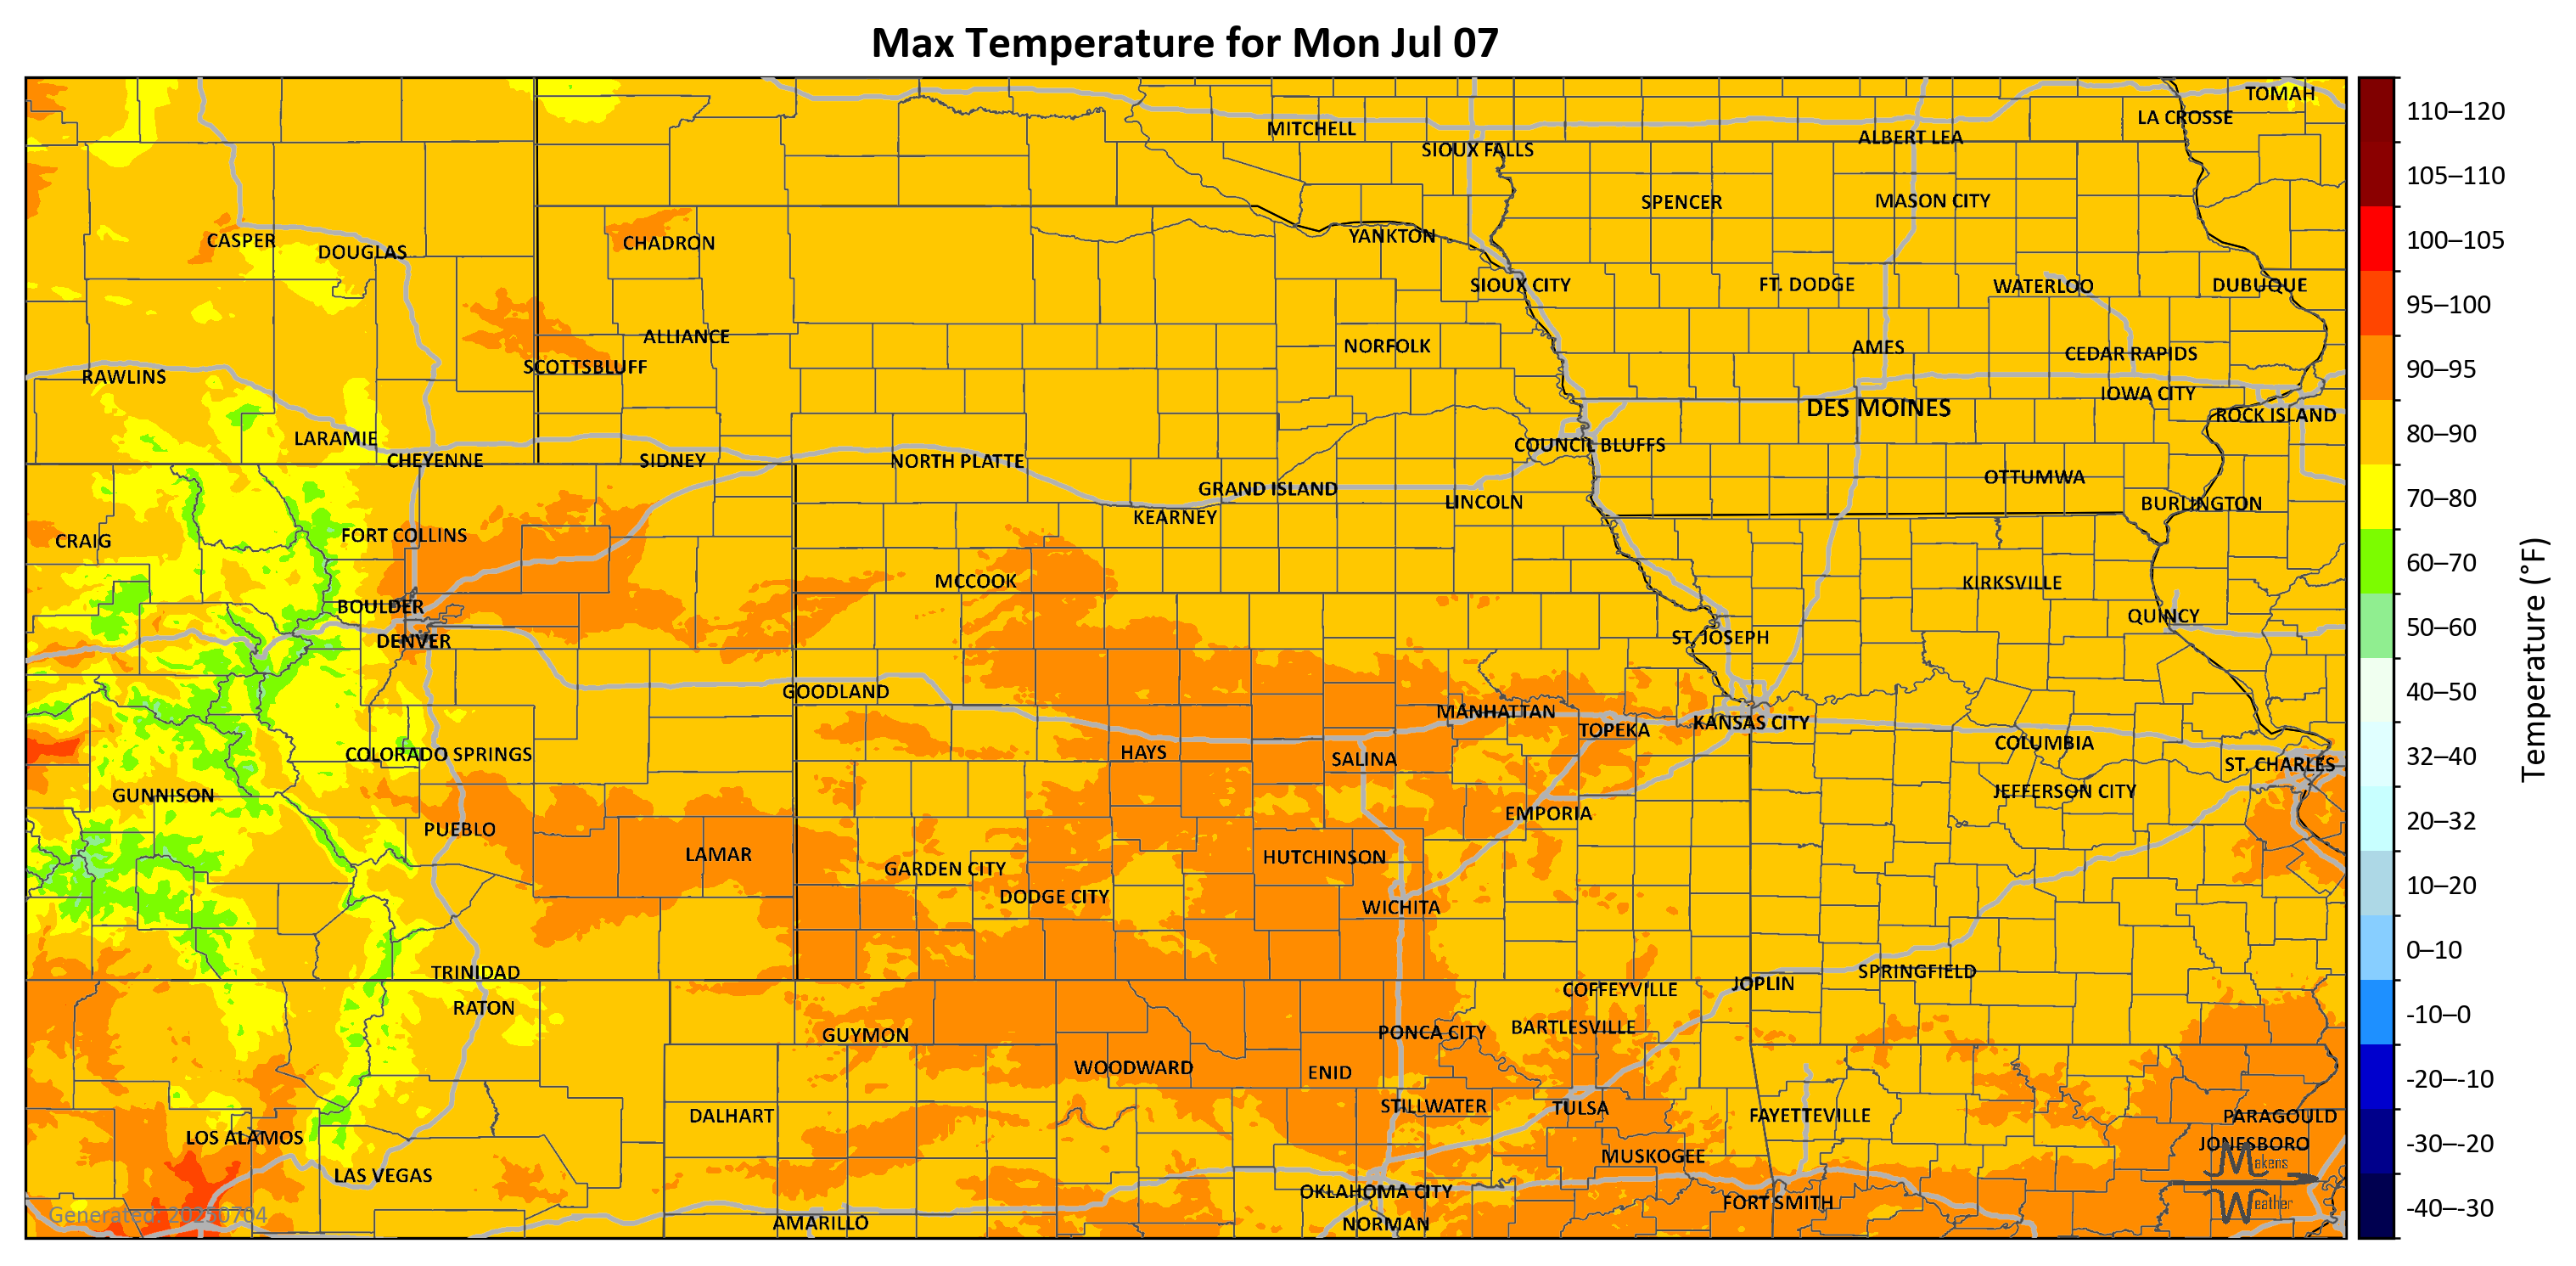 Max Temperature for Mon Jul 07
TOMAH
LA CROSSE
MITCHELL
ALBERT LEA
SIOUX FALLS
SPENCER
MASON CITY
CASPER
DOUGLAS
CHADRON
YANKTON
SIOUX CITY
FT. DODGE
WATERLOO
DUBUQUE
ALLIANCE
NORFOLK
AMES
CEDAR RAPIDS
SCOTTSBLUFF
RAWLINS
IOWA CITY
DES MOINES
ROCK ISLAND
LARAMIE
COUNCIL BLUFFS
CHEYENNE
SIDNEY
NORTH PLATTE
OTTUMWA
GRAND ISLAND
LINCOLN
BURLINGTON
KEARNEY
FORT COLLINS
CRAIG
MCCOOK
KIRKSVILLE
BOULDER
QUINCY
DENVER
ST. JOSEPH
GOODLAND
MANHATTAN
KANSAS CITY
TOPEKA
COLUMBIA
COLORADO SPRINGS
HAYS
SALINA
ST. CHARLES
GUNNISON
JEFFERSON CITY
EMPORIA
PUEBLO
LAMAR
HUTCHINSON
GARDEN CITY
DODGE CITY
WICHITA
TRINIDAD
SPRINGFIELD
JOPLIN
COFFEYVILLE
RATON
GUYMON
PONCA CITY
BARTLESVILLE
WOODWARD
ENID
STILLWATER
TULSA
DALHART
FAYETTEVILLE
PARAGOULD
LOS ALAMOS
JONESBORO
MUSKOGEE
LAS VEGAS
OKLAHOMA CITY
FORT SMITH
AMARILLO
NORMAN
Generated: 20250704
Makens
Weather
110–120
105–110
100–105
95–100
90–95
80–90
70–80
60–70
50–60
40–50
32–40
20–32
10–20
0–10
-10–0
-20–-10
-30–-20
-40–-30
Temperature (°F)